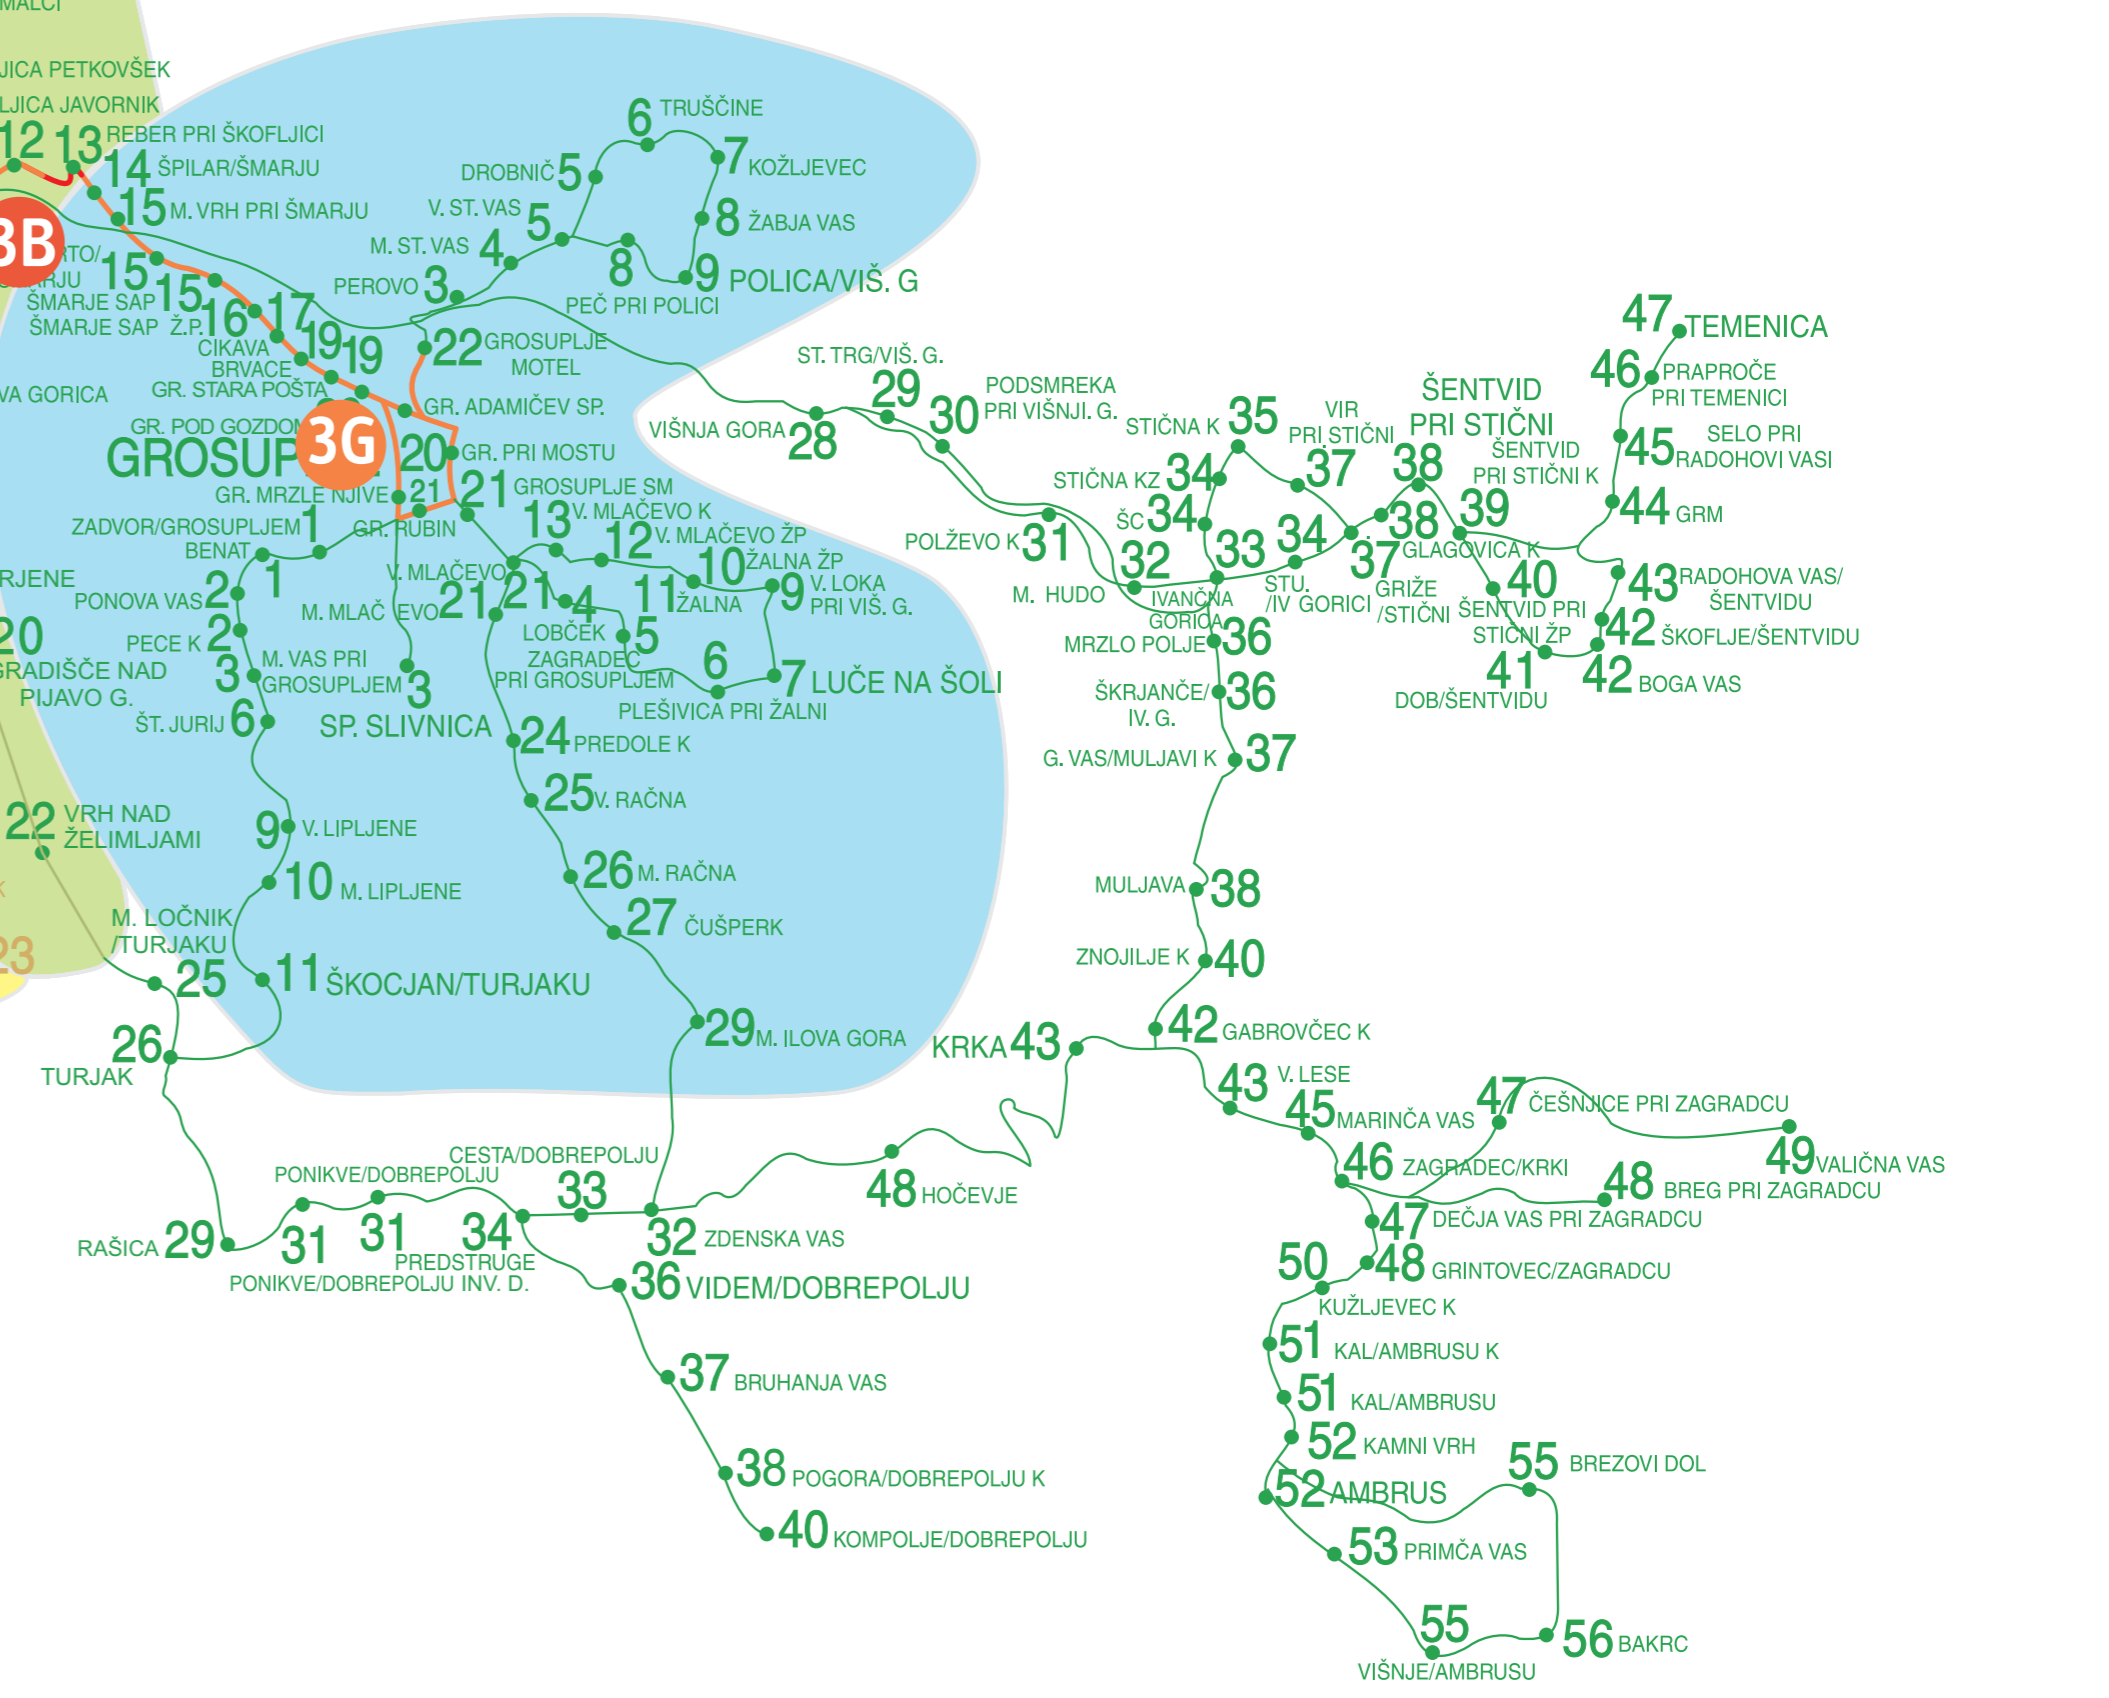 JICA PETKOVŠEK
LJICA JAVORNIK
12
13
REBER PRI ŠKOFLJICI
14
ŠPILAR/ŠMARJU
15
M. VRH PRI ŠMARJU
3B
RTO/
15
15
ŠMARJE SAP
ŠMARJE SAP Ž.P.
16
17
CIKAVA
19
19
BRVACE
GR. STARA POŠTA
VA GORICA
GR. ADAMIČEV SP.
3G
20
GR. PRI MOSTU
GR. MRZLE NJIVE
21
21
GROSUPLJE SM
GR. RUBIN
22
GROSUPLJE
MOTEL
PEROVO
3
M. ST. VAS
4
V. ST. VAS
5
DROBNIČ
5
6
TRUŠČINE
7
KOŽLJEVEC
8
ŽABJA VAS
9
POLICA/VIŠ. G
8
PEČ PRI POLICI
ZADVOR/GROSUPLJEM
1
BENAT
1
PONOVA VAS
2
PECE K
2
3
M. VAS PRI
GROSUPLJEM
ŠT. JURIJ
6
9
V. LIPLJENE
10
M. LIPLJENE
11
ŠKOCJAN/TURJAKU
3
SP. SLIVNICA
RJENE
20
GRADIŠČE NAD
PIJAVO G.
22
VRH NAD
ŽELIMLJAMI
K
23
M. LOČNIK
/TURJAKU
25
26
TURJAK
RAŠICA
29
31
PONIKVE/DOBREPOLJU INV. D.
PONIKVE/DOBREPOLJU
31
PREDSTRUGE
34
CESTA/DOBREPOLJU
33
32
ZDENSKA VAS
36
VIDEM/DOBREPOLJU
37
BRUHANJA VAS
38
POGORA/DOBREPOLJU K
40
KOMPOLJE/DOBREPOLJU
48
HOČEVJE
KRKA
43
V. MLAČEVO
21
M. MLAČ EVO
21
13
V. MLAČEVO K
12
V. MLAČEVO ŽP
11
ŽALNA
10
ŽALNA ŽP
9
V. LOKA
PRI VIŠ. G.
4
LOBČEK
5
ZAGRADEC
PRI GROSUPLJEM
6
PLEŠIVICA PRI ŽALNI
7
LUČE NA ŠOLI
24
PREDOLE K
25
V. RAČNA
26
M. RAČNA
27
ČUŠPERK
29
M. ILOVA GORA
VIŠNJA GORA
28
ST. TRG/VIŠ. G.
29
30
PODSMREKA
PRI VIŠNJI. G.
POLŽEVO K
31
M. HUDO
32
33
IVANČNA
GORICA
ŠC
34
STIČNA KZ
34
STIČNA K
35
VIR
PRI STIČNI
37
34
STU.
/IV GORICI
37
GRIŽE
/STIČNI
38
GLAGOVICA K
38
ŠENTVID
PRI STIČNI
ŠENTVID
PRI STIČNI K
39
40
ŠENTVID PRI
STIČNI ŽP
41
DOB/ŠENTVIDU
42
BOGA VAS
42
ŠKOFLJE/ŠENTVIDU
43
RADOHOVA VAS/
ŠENTVIDU
44
GRM
45
SELO PRI
RADOHOVI VASI
46
PRAPROČE
PRI TEMENICI
47
TEMENICA
MRZLO POLJE
36
ŠKRJANČE/
IV. G.
36
G. VAS/MULJAVI K
37
MULJAVA
38
ZNOJILJE K
40
42
GABROVČEC K
43
V. LESE
45
MARINČA VAS
46
ZAGRADEC/KRKI
47
ČEŠNJICE PRI ZAGRADCU
49
VALIČNA VAS
48
BREG PRI ZAGRADCU
47
DEČJA VAS PRI ZAGRADCU
48
GRINTOVEC/ZAGRADCU
50
KUŽLJEVEC K
51
KAL/AMBRUSU K
51
KAL/AMBRUSU
52
KAMNI VRH
52
AMBRUS
53
PRIMČA VAS
55
VIŠNJE/AMBRUSU
56
BAKRC
55
BREZOVI DOL